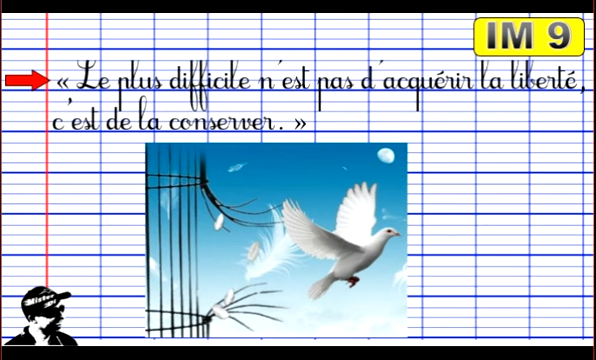 IM 9
« Le plus difficile n'est pas d'acquérir la liberté,
c'est de la conserver. »